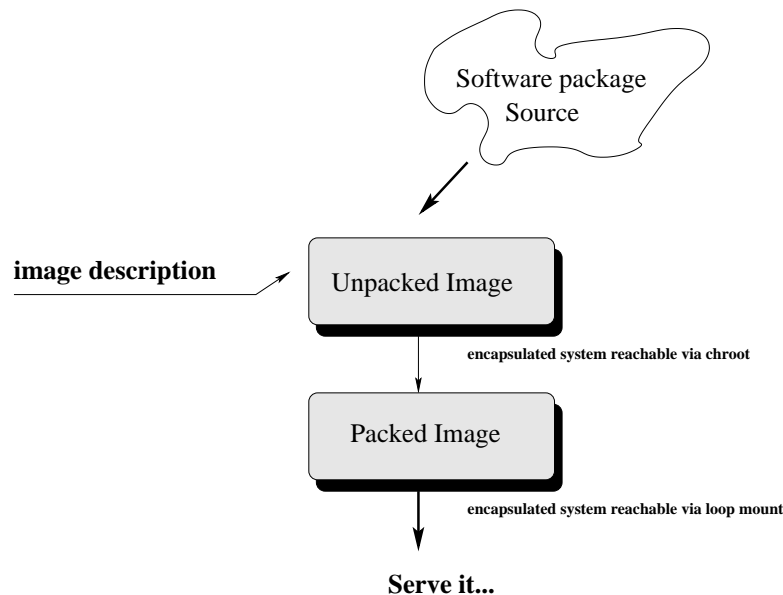 Software package
Source
image description
Unpacked Image
encapsulated system reachable via chroot
Packed Image
encapsulated system reachable via loop mount
Serve it...